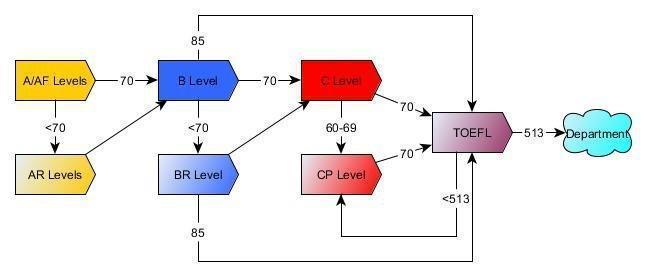 85
A/AF Levels
70
B Level
70
C Level
70
<70
<70
60-69
TOEFL
513
Department
AR Levels
BR Level
CP Level
70
<513
85